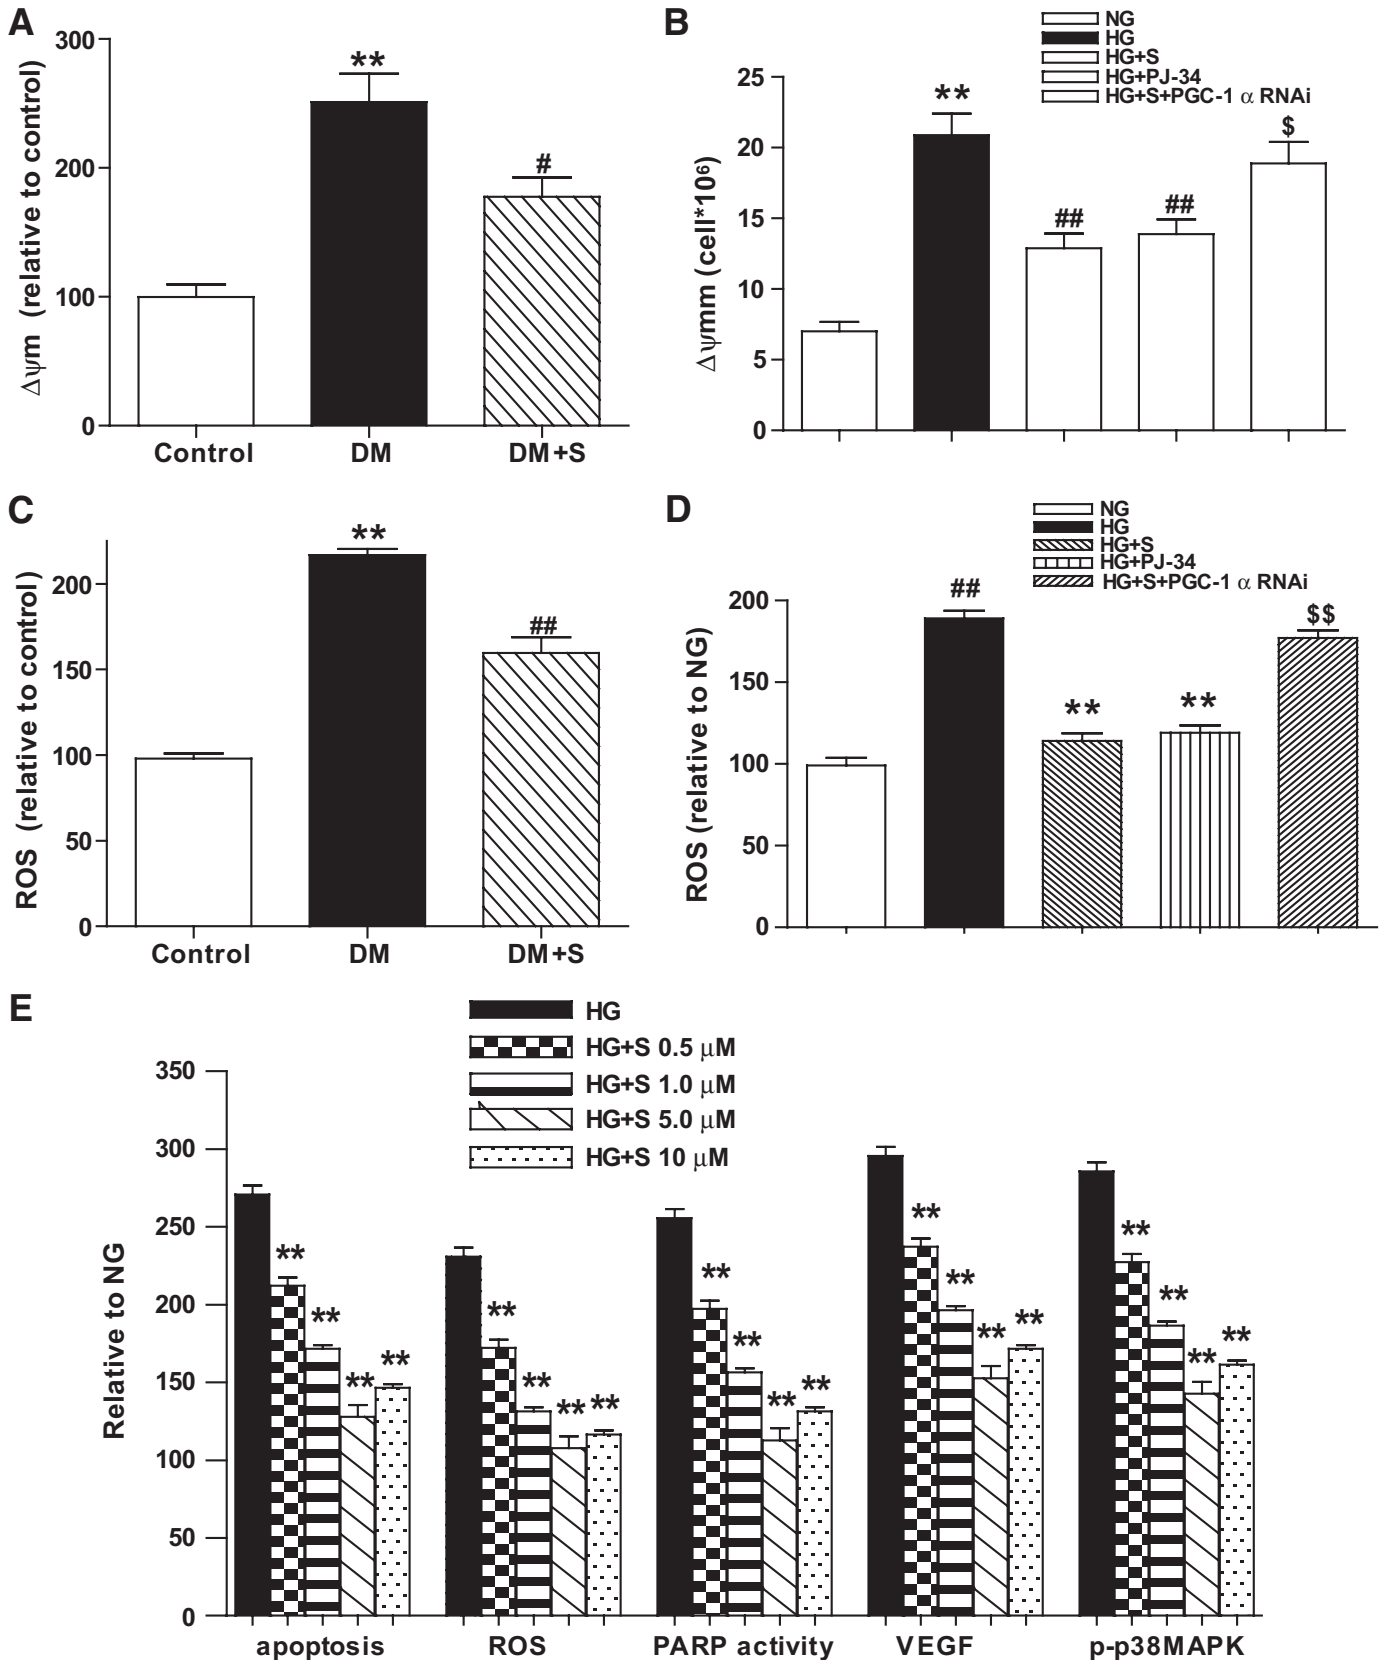 A
Δψm (relative to control)
300
200
100
0
**
#
Control DM DM+S
B
NG
HG
HG+S
HG+PJ-34
HG+S+PGC-1 α RNAi
Δψmm (cell*10⁶)
25
20
15
10
5
0
**
##
##
$
C
ROS (relative to control)
200
150
100
50
0
**
##
Control DM DM+S
D
NG
HG
HG+S
HG+PJ-34
HG+S+PGC-1 α RNAi
ROS (relative to NG)
200
150
100
50
0
##
**
**
$$
E
HG
HG+S 0.5 μM
HG+S 1.0 μM
HG+S 5.0 μM
HG+S 10 μM
Relative to NG
350
300
250
200
150
100
50
0
** ** ** **
** ** ** **
** ** ** **
** ** ** **
** ** ** **
apoptosis ROS PARP activity VEGF p-p38MAPK